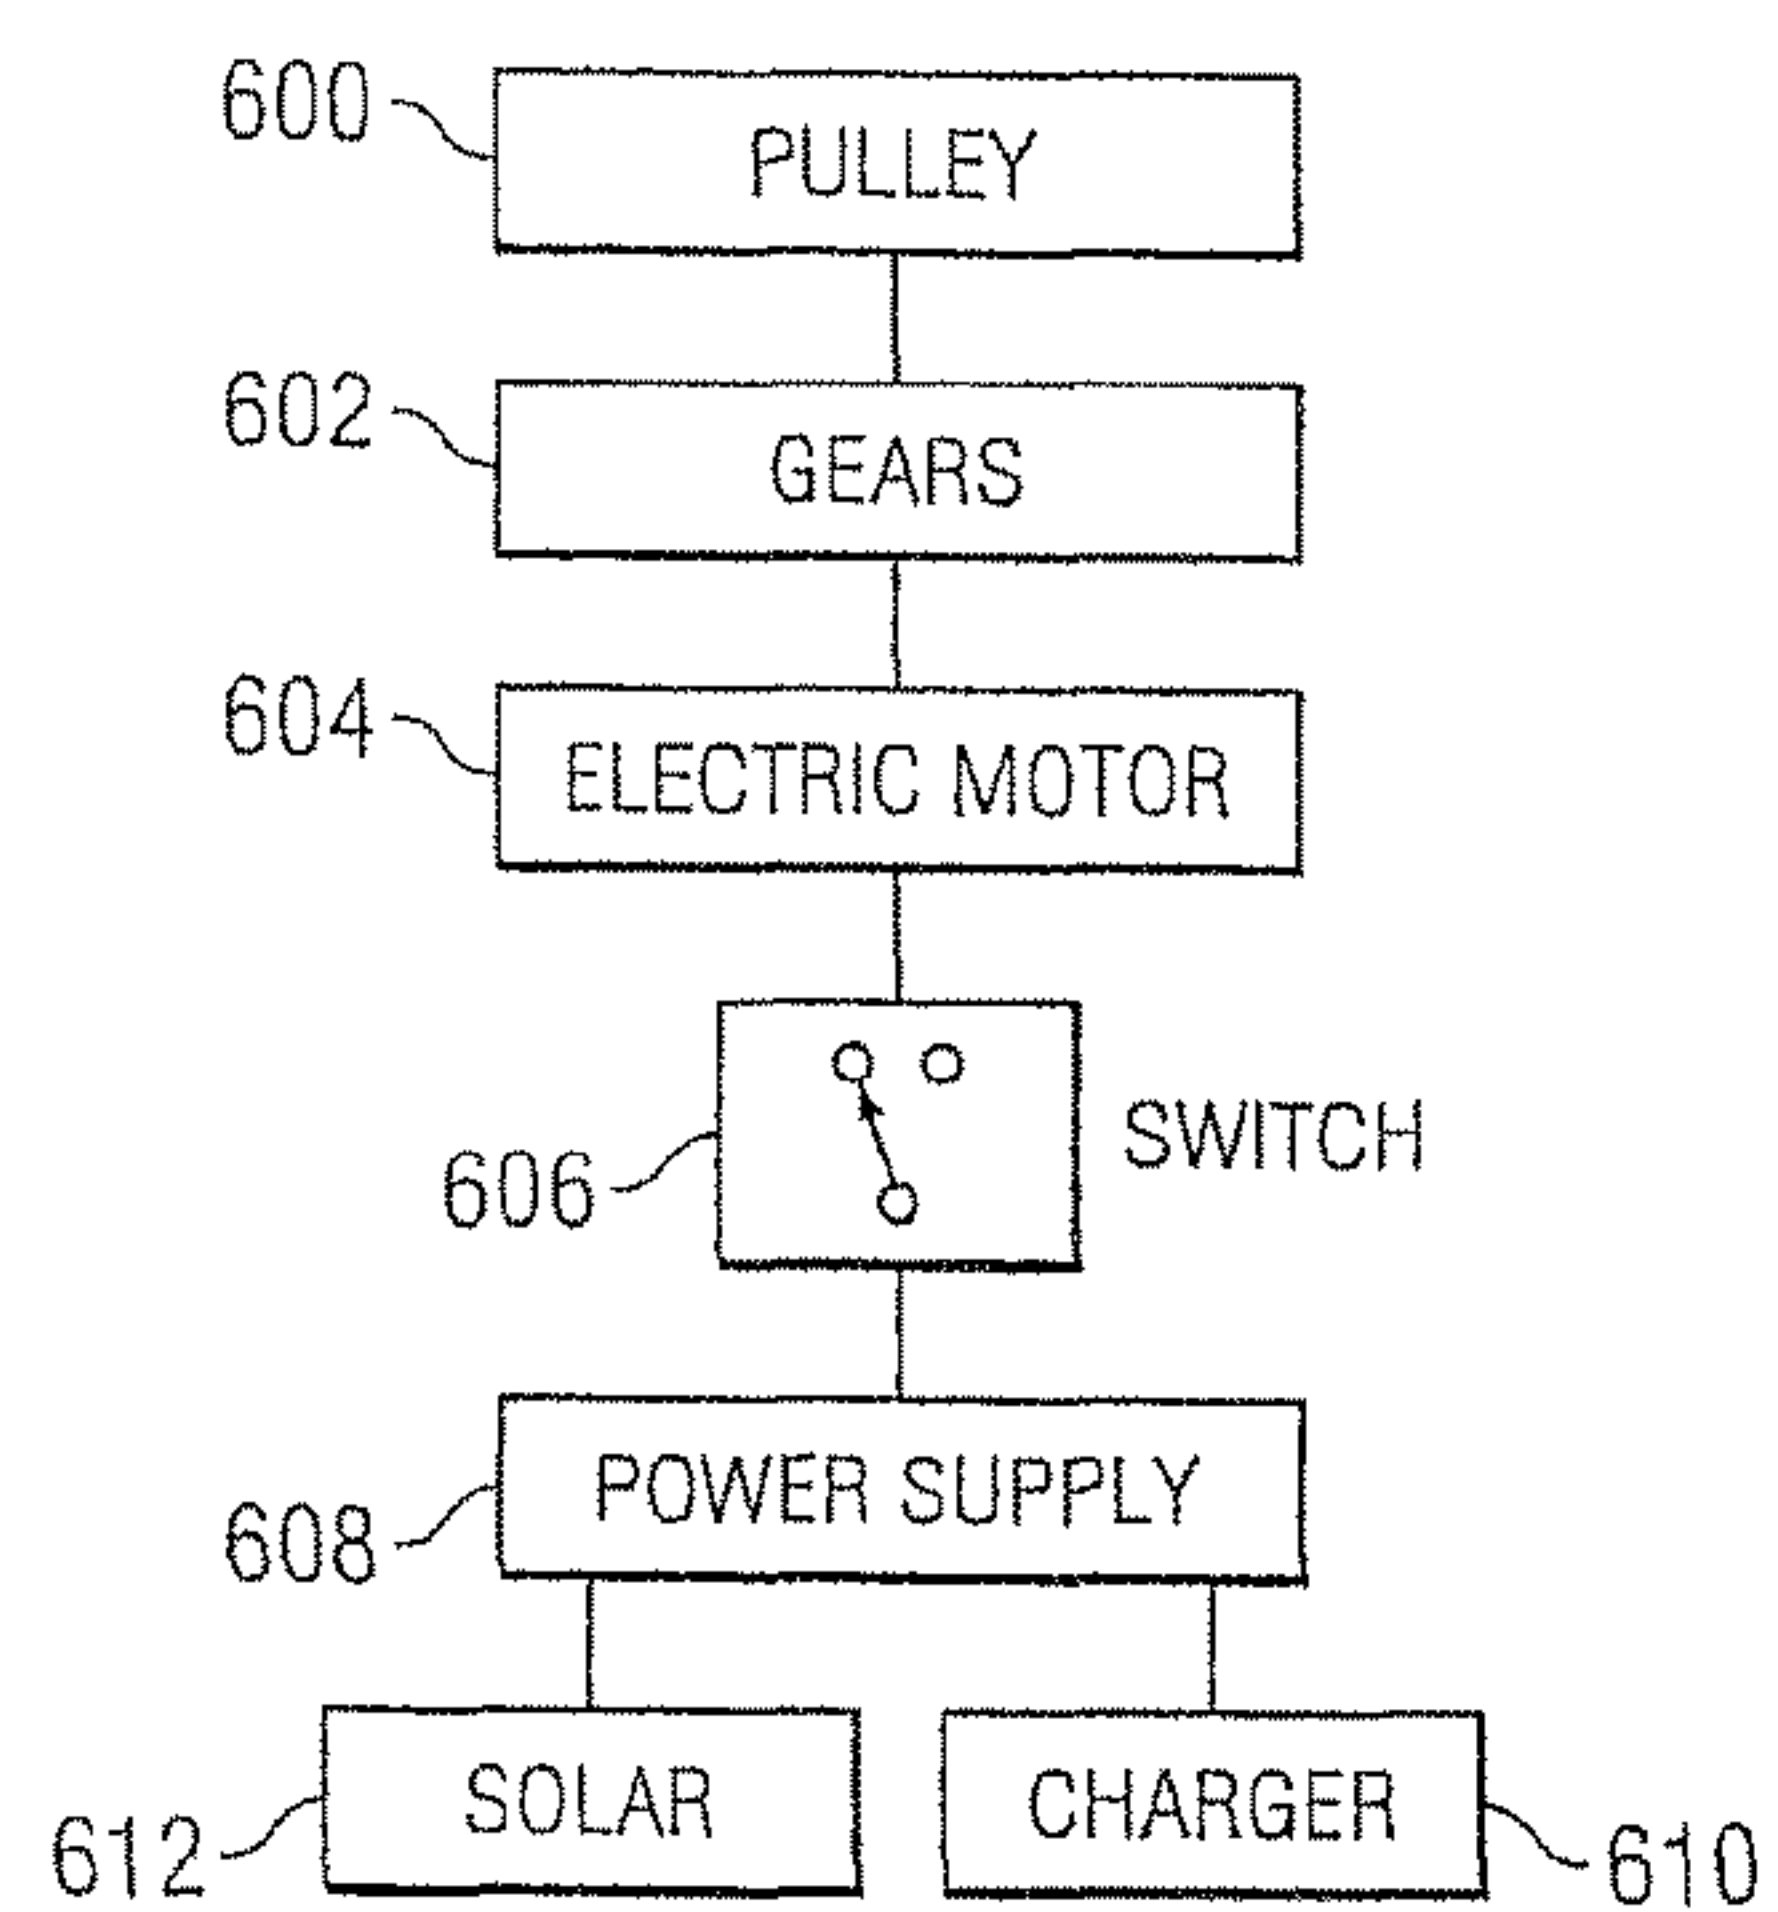 600
PULLEY
602
GEARS
604
ELECTRIC MOTOR
606
SWITCH
608
POWER SUPPLY
612
SOLAR
CHARGER
610